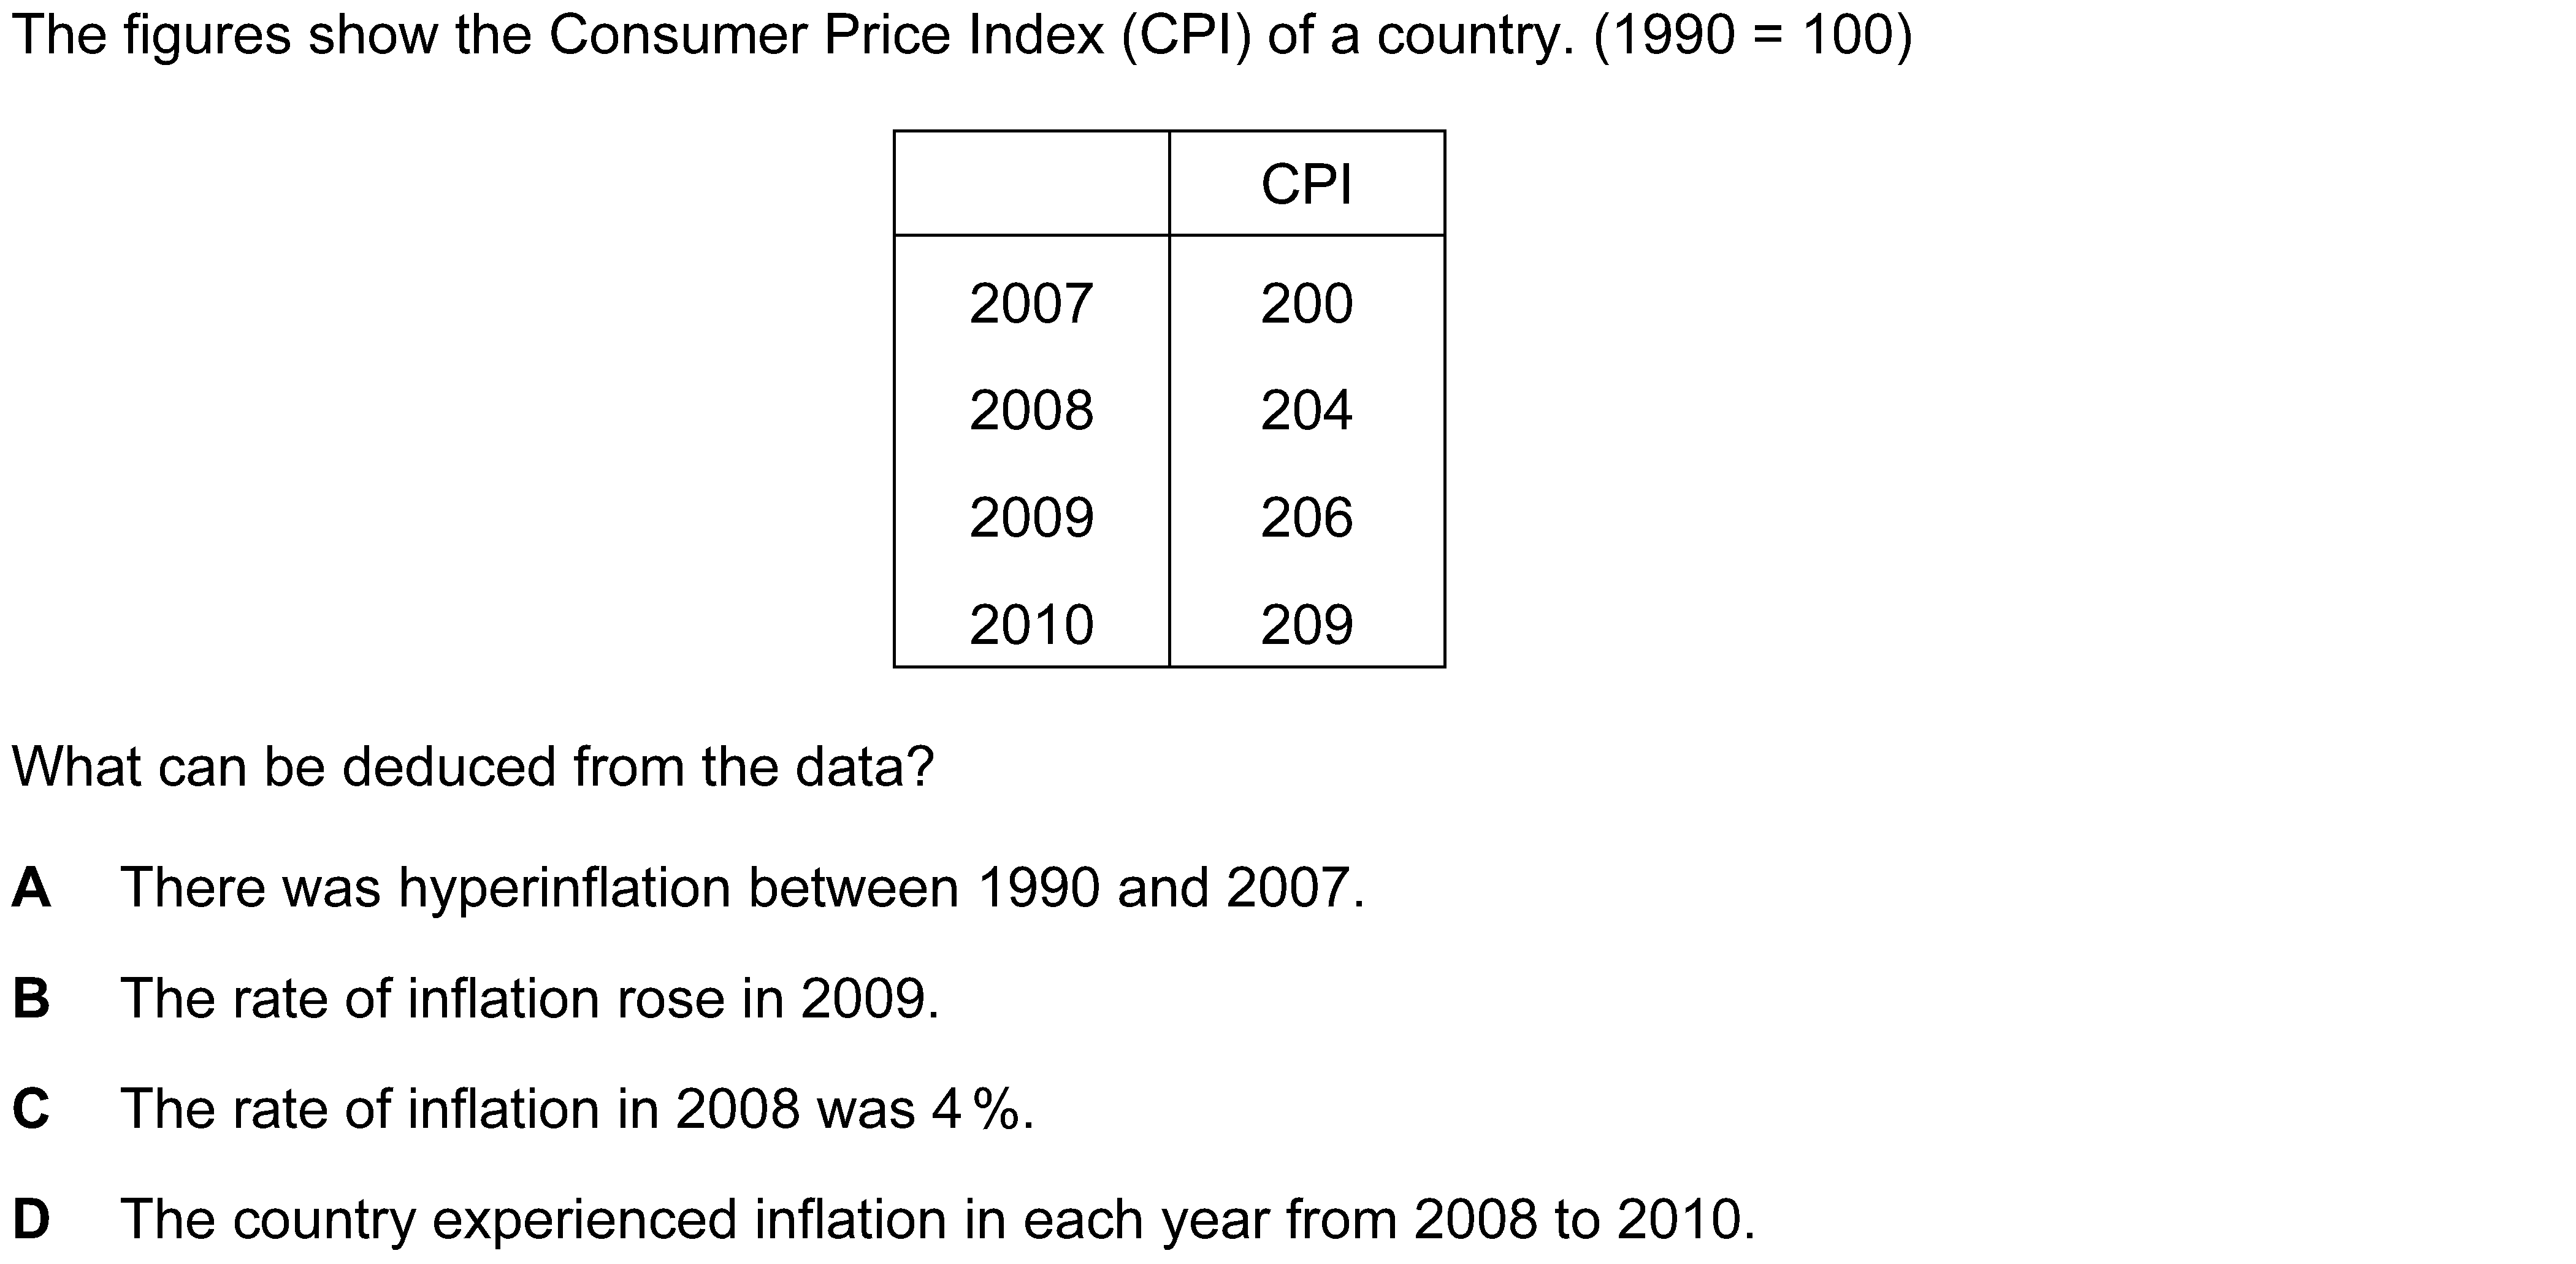 The figures show the Consumer Price Index (CPI) of a country. (1990 = 100)
CPI
2007 200
2008 204
2009 206
2010 209
What can be deduced from the data?
A There was hyperinflation between 1990 and 2007.
B The rate of inflation rose in 2009.
C The rate of inflation in 2008 was 4 %.
D The country experienced inflation in each year from 2008 to 2010.